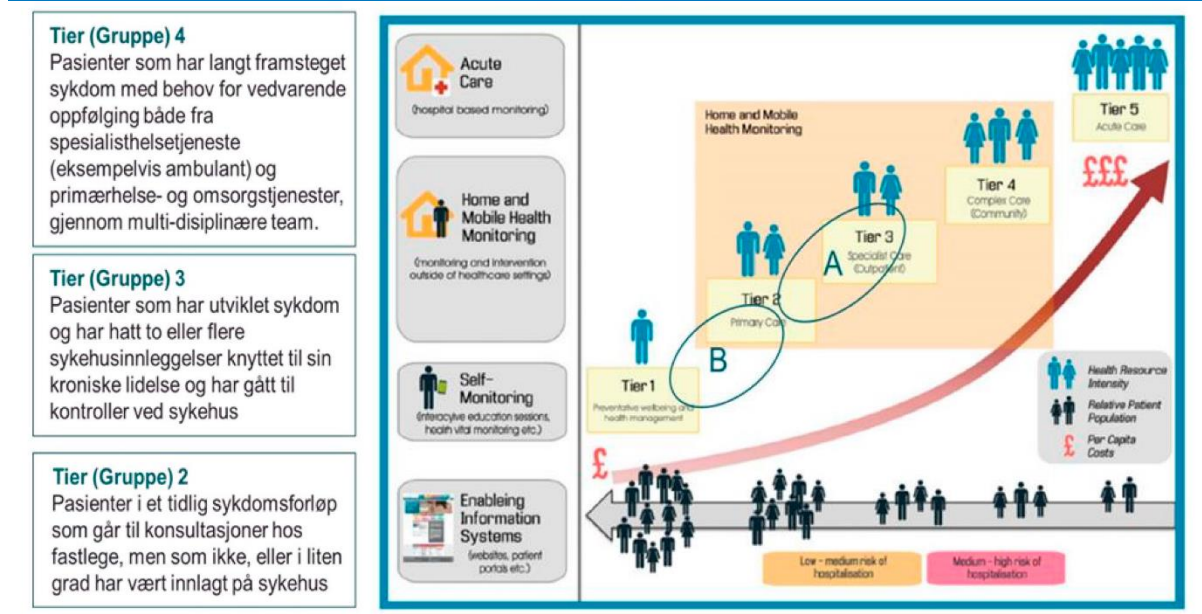 Tier (Gruppe) 4
Pasienter som har langt framsteget
sykdom med behov for vedvarende
oppfølging både fra
spesialisthelsetjeneste
(eksempelvis ambulant) og
primærhelse- og omsorgstjenester,
gjennom multi-disiplinære team.
Tier (Gruppe) 3
Pasienter som har utviklet sykdom
og har hatt to eller flere
sykehusinnleggelser knyttet til sin
kroniske lidelse og har gått til
kontroller ved sykehus
Tier (Gruppe) 2
Pasienter i et tidlig sykdomsforløp
som går til konsultasjoner hos
fastlege, men som ikke, eller i liten
grad har vært innlagt på sykehus
Acute
Care
(hospital based monitoring)
Home and
Mobile Health
Monitoring
(monitoring and intervention
outside of healthcare settings)
Self-
Monitoring
(interacyive education sessions,
health vital monitoring etc.)
Enableing
Information
Systems
(websites, patient
portals etc.)
Home and Mobile
Health Monitoring
Tier 5
Acute Care
£££
Tier 4
Complex Care
(Community)
Tier 3
Specialist Care
(Outpatient)
A
Tier 2
Primary Care
B
Tier 1
Preventative wellbeing and
health management
£
Health Resource
Intensity
Relative Patient
Population
£
Per Capita
Costs
Low - medium risk of
hospitalisation
Medium - high risk of
hospitalisation